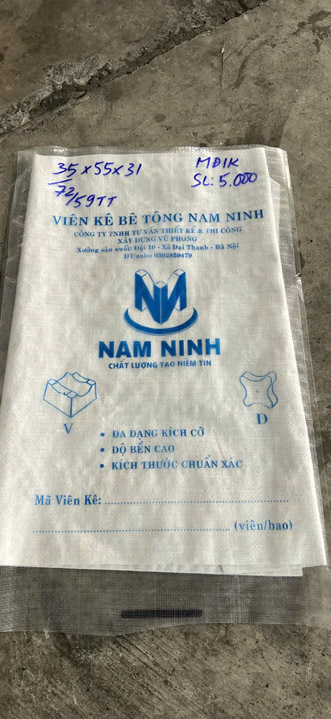 35 x 55 x 31
72/59TT
MĐ1K
SL: 5.000
VIÊN KÊ BÊ TÔNG NAM NINH
CÔNG TY TNHH TƯ VẤN THIẾT KẾ & THI CÔNG
XÂY DỰNG VŨ PHONG
Xưởng sản xuất: Đội 10 - Xã Đại Thanh - Hà Nội
ĐT/zalo: 0392859479
NAM NINH
CHẤT LƯỢNG TẠO NIỀM TIN
V
D
• ĐA DẠNG KÍCH CỠ
• ĐỘ BỀN CAO
• KÍCH THƯỚC CHUẨN XÁC
Mã Viên Kê: ........................................
........................................ (viên/bao)